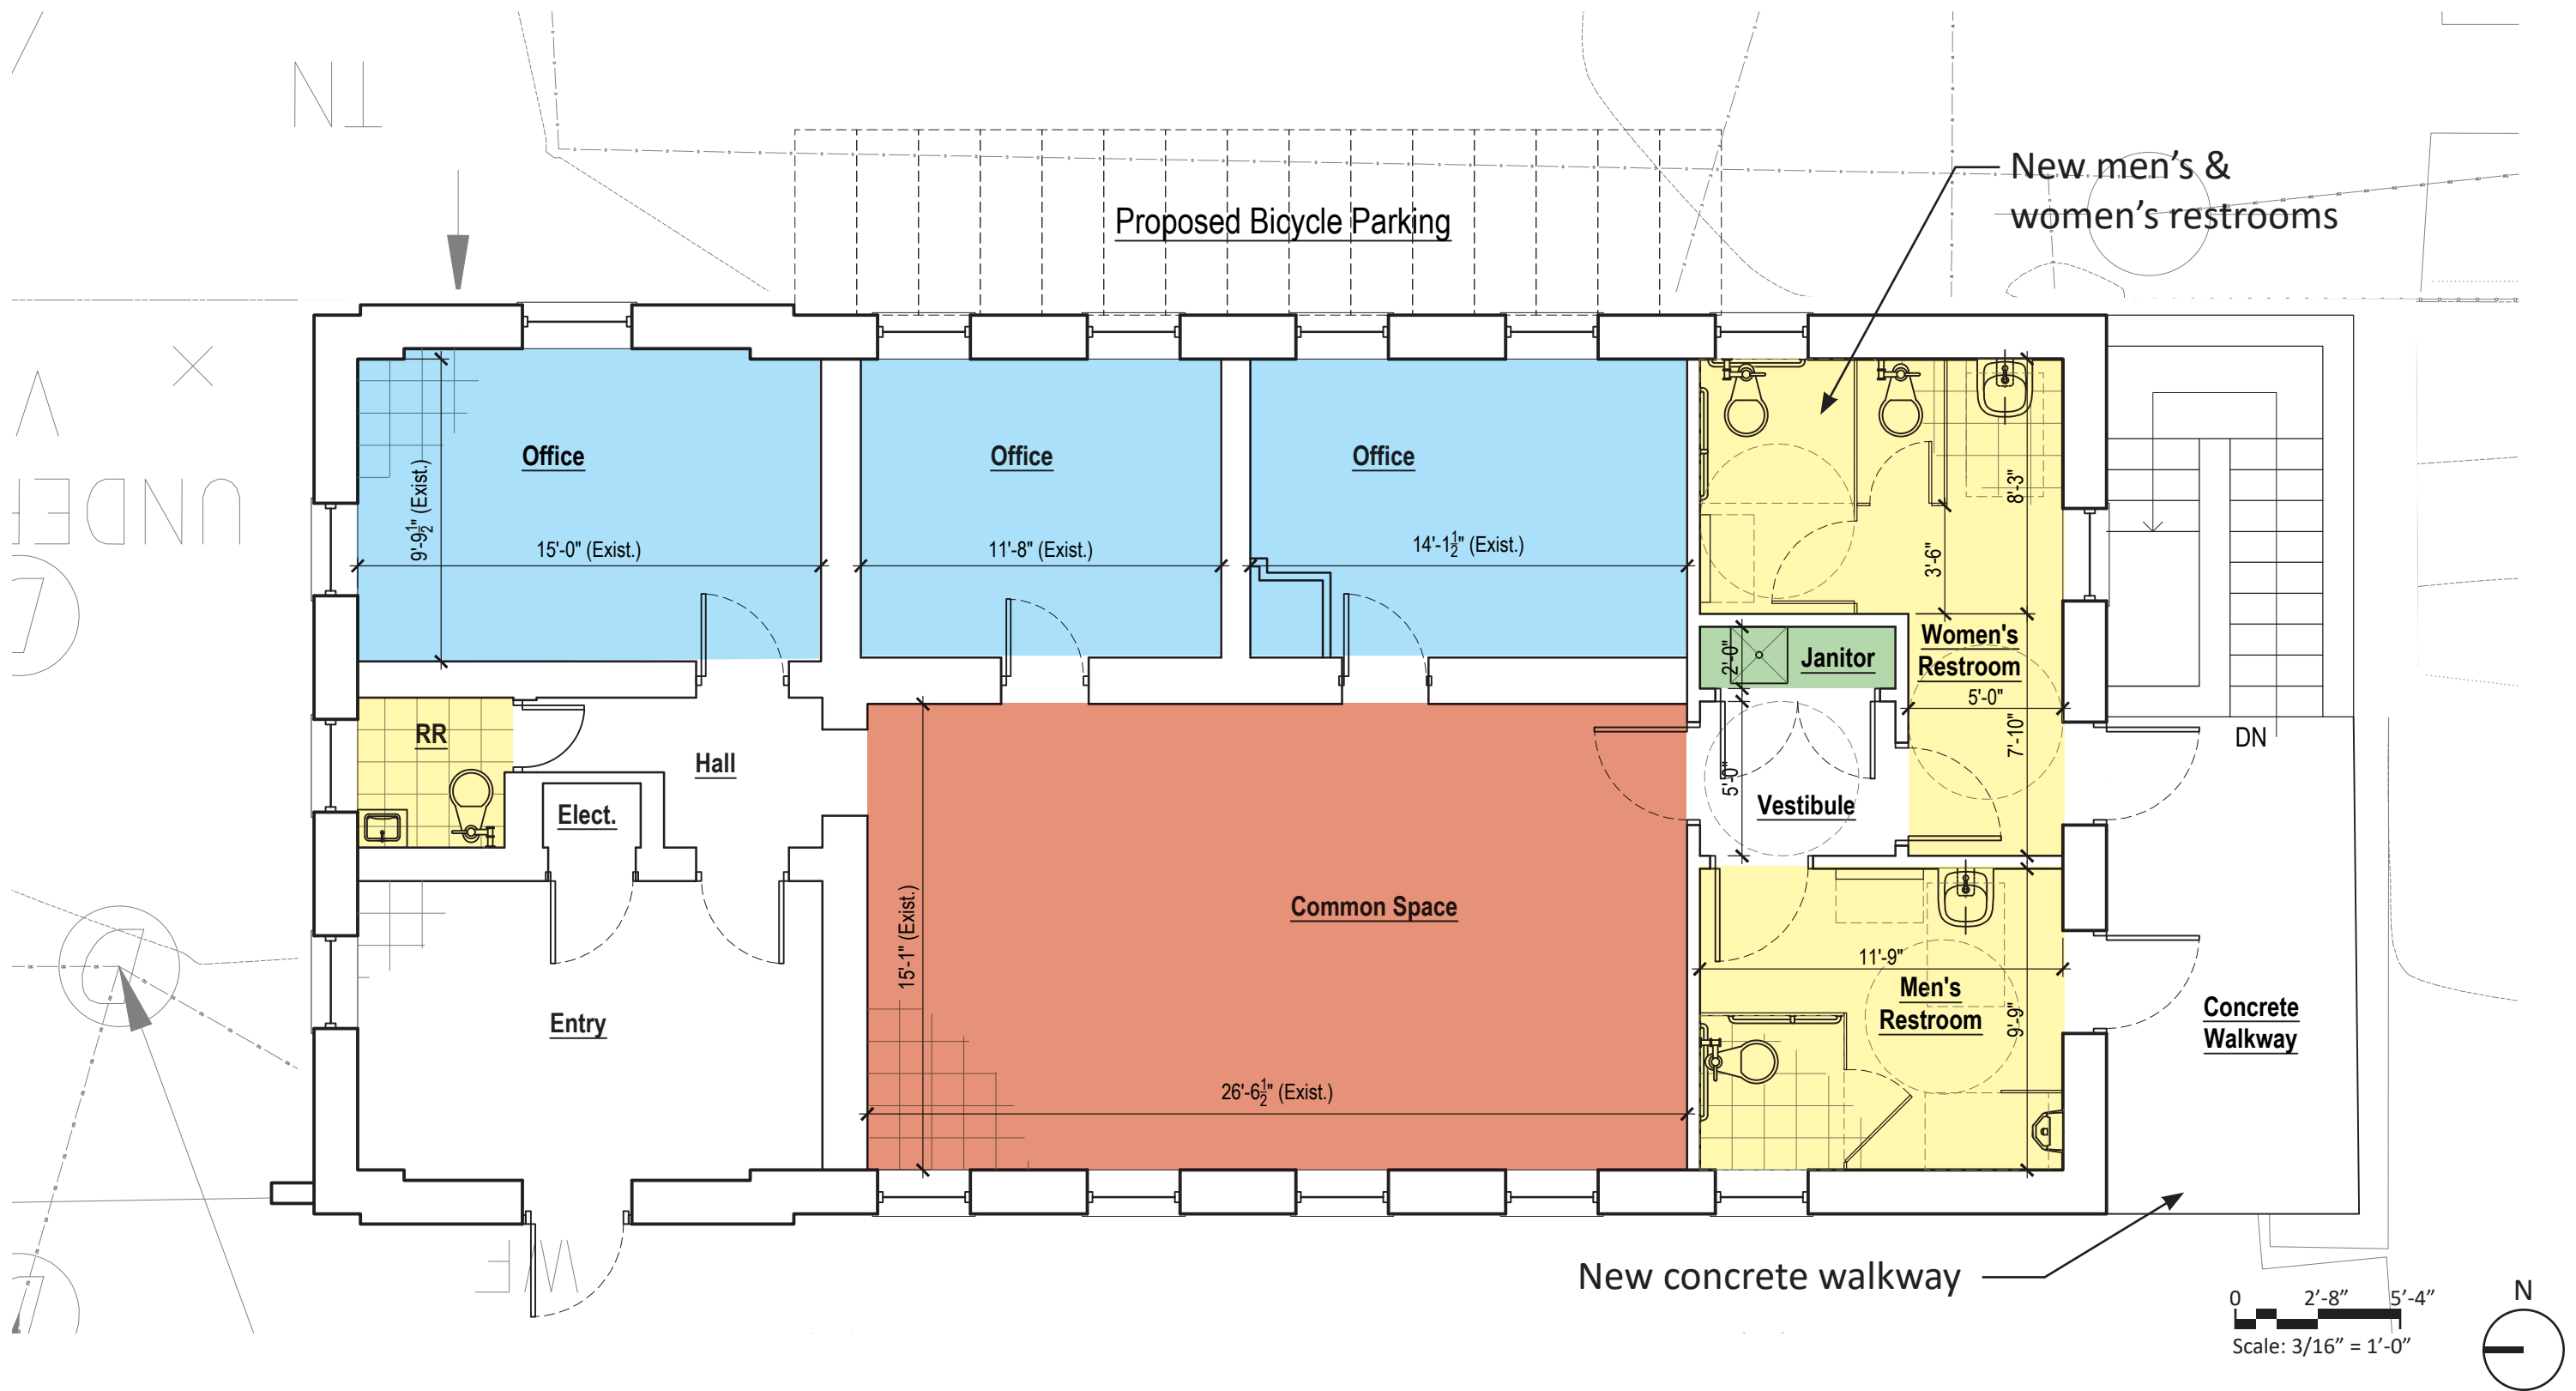 TN
New men's &
women's restrooms
Proposed Bicycle Parking
Office
Office
Office
9'-9½" (Exist.)
15'-0" (Exist.)
11'-8" (Exist.)
14'-1½" (Exist.)
8'-3"
3'-6"
UNDE
Women's
Restroom
2'-0"
Janitor
5'-0"
RR
Hall
7'-10"
DN
5'-0"
Vestibule
Elect.
Common Space
15'-1" (Exist.)
11'-9"
Men's
Restroom
9'-9"
Entry
Concrete
Walkway
26'-6½" (Exist.)
New concrete walkway
0 2'-8" 5'-4"
Scale: 3/16" = 1'-0"
N